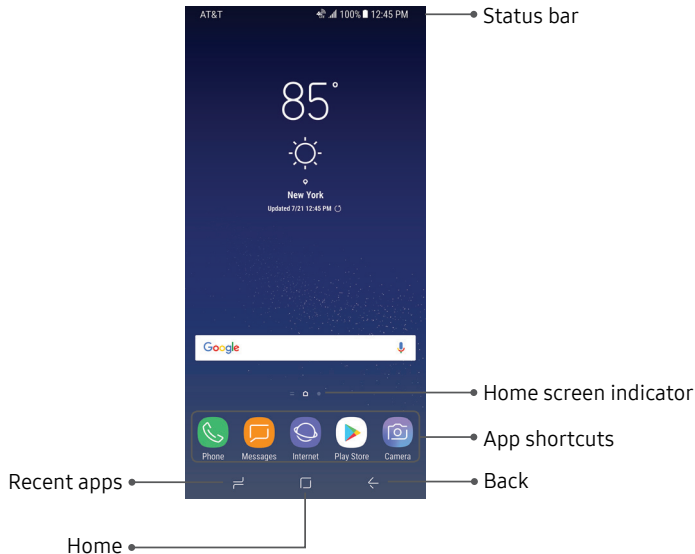 AT&T 100% 12:45 PM
Status bar
85°
New York
Updated 7/21 12:45 PM
Google
Home screen indicator
Phone Messages Internet Play Store Camera
App shortcuts
Recent apps
Back
Home